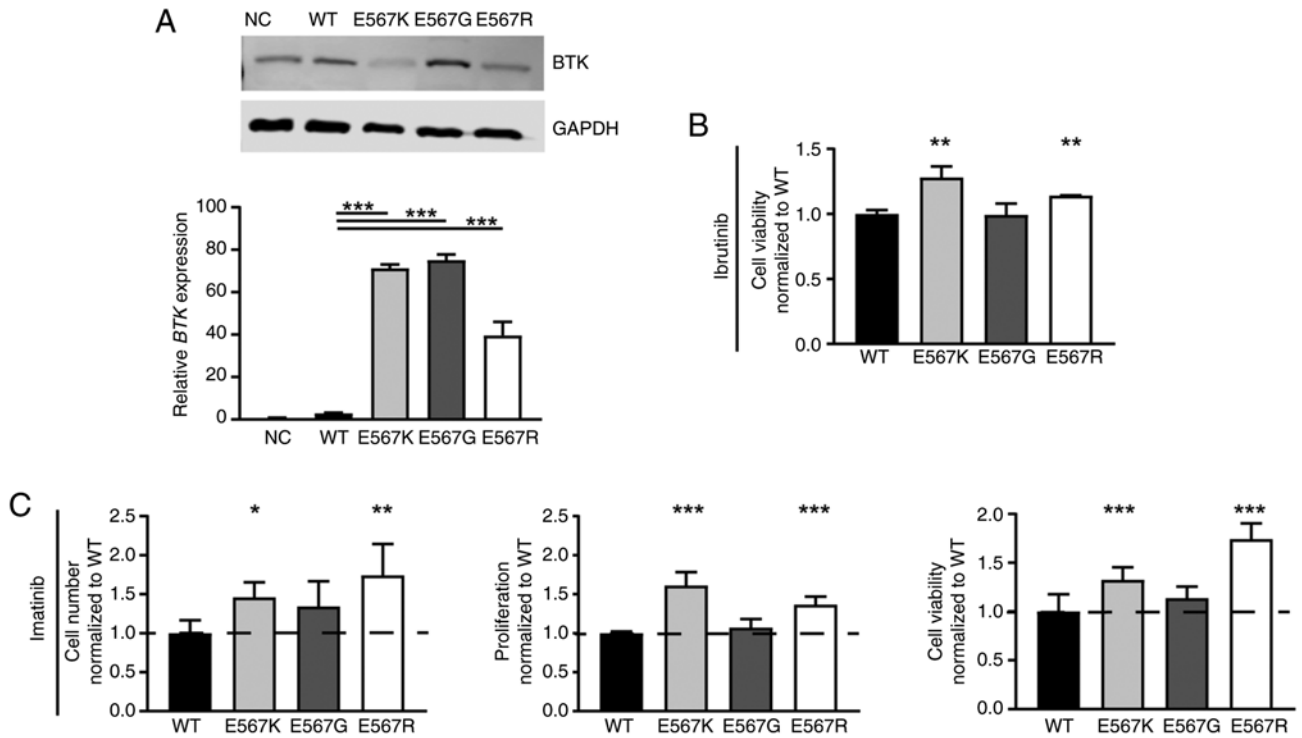 A
NC WT E567K E567G E567R
BTK
GAPDH
Relative BTK expression
100
80
60
40
20
0
***
***
***
NC WT E567K E567G E567R
B
Ibrutinib
Cell viability
normalized to WT
1.5
1.0
0.5
0.0
** **
WT E567K E567G E567R
C
Imatinib
Cell number
normalized to WT
2.5
2.0
1.5
1.0
0.5
0.0
* **
WT E567K E567G E567R
Proliferation
normalized to WT
2.5
2.0
1.5
1.0
0.5
0.0
*** ***
WT E567K E567G E567R
Cell viability
normalized to WT
2.0
1.5
1.0
0.5
0.0
*** ***
WT E567K E567G E567R